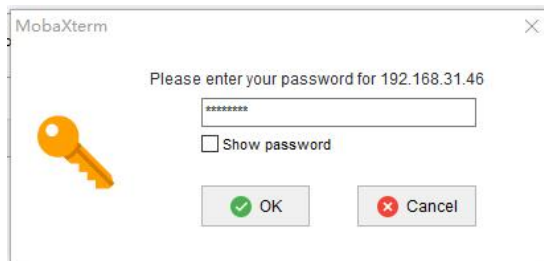 MobaXterm
Please enter your password for 192.168.31.46
********
Show password
OK
Cancel